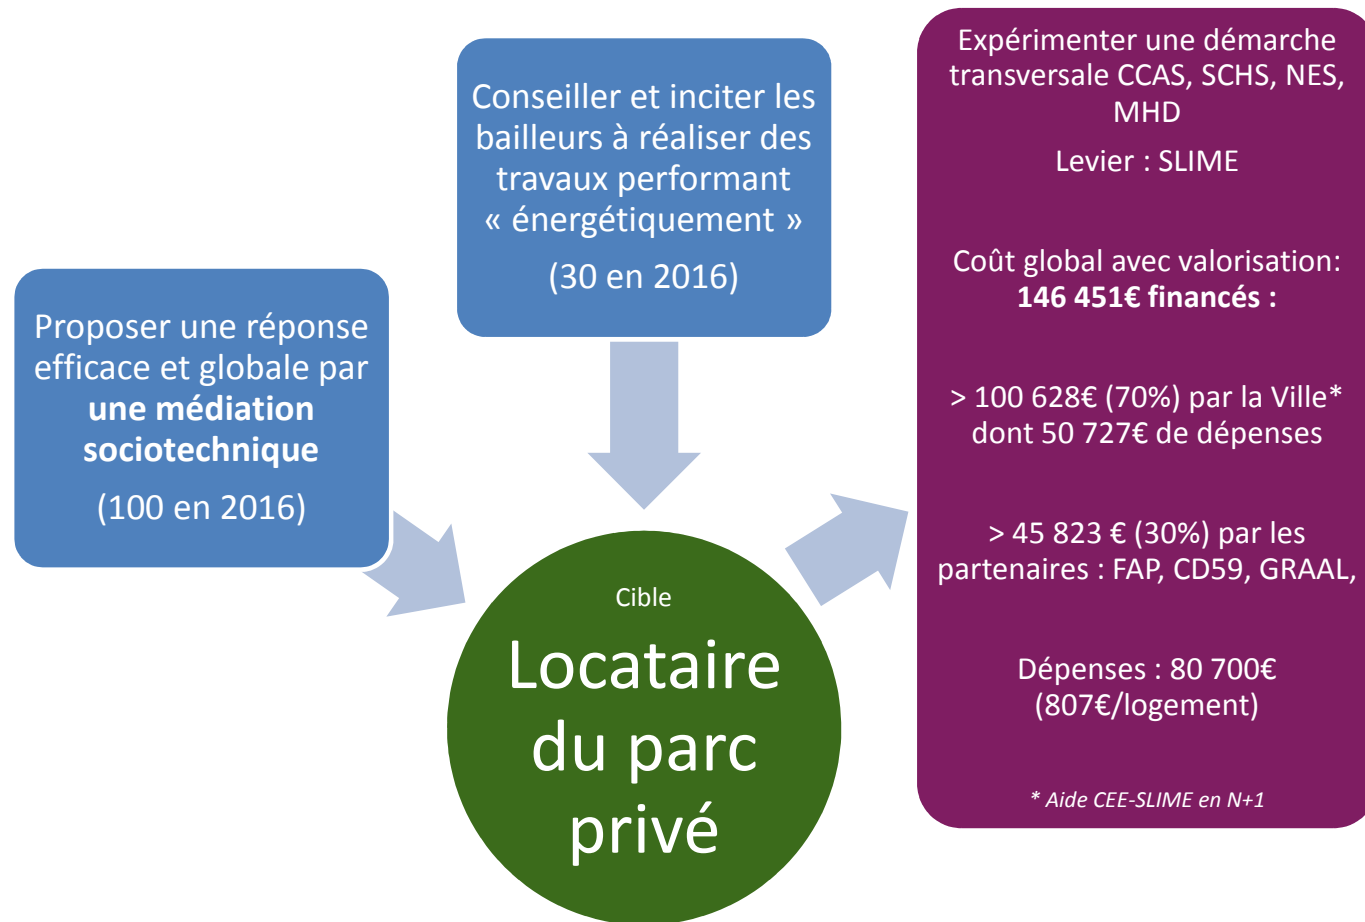 Proposer une réponse
efficace et globale par
une médiation
sociotechnique
(100 en 2016)
Conseiller et inciter les
bailleurs à réaliser des
travaux performant
« énergétiquement »
(30 en 2016)
Cible
Locataire
du parc
privé
Expérimenter une démarche
transversale CCAS, SCHS, NES,
MHD
Levier : SLIME
Coût global avec valorisation:
146 451€ financés :
> 100 628€ (70%) par la Ville*
dont 50 727€ de dépenses
> 45 823 € (30%) par les
partenaires : FAP, CD59, GRAAL,
Dépenses : 80 700€
(807€/logement)
* Aide CEE-SLIME en N+1